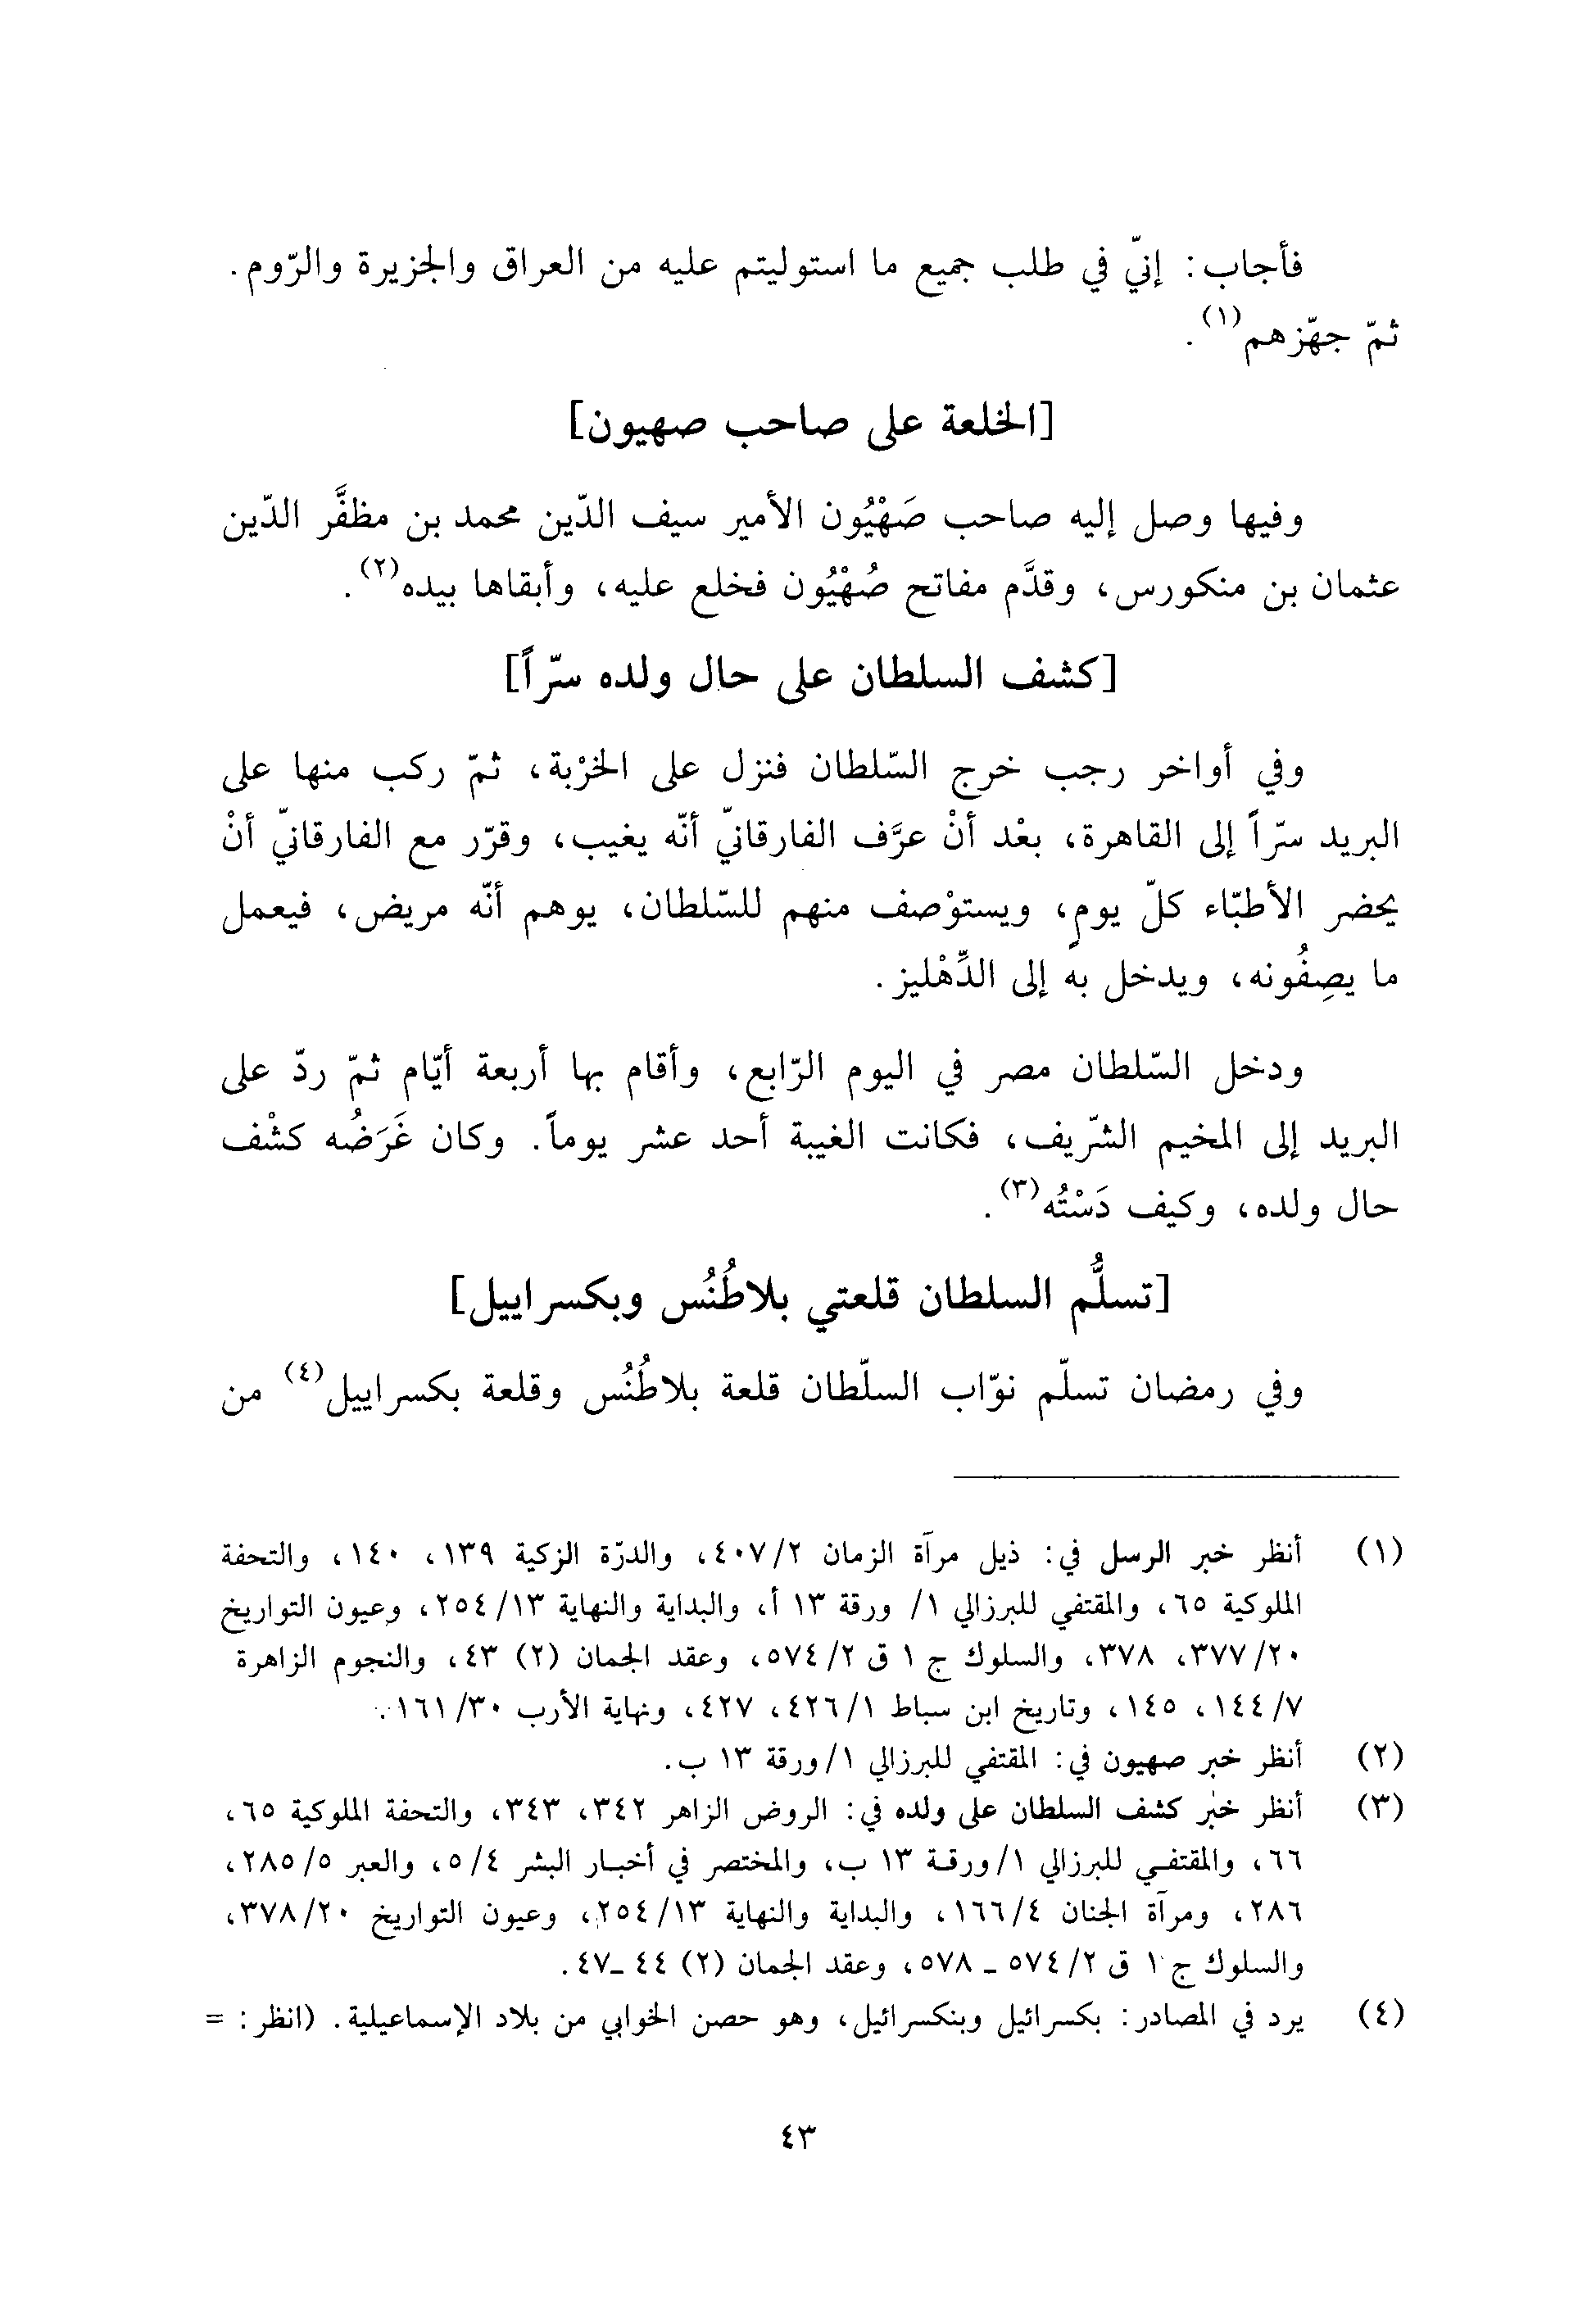 فأجاب: إنيّ في طلب جميع ما استوليتم عليه من العراق والجزيرة والرّوم.
ثمّ جهّزهم(١).
[الخلعة على صاحب صهيون]
وفيها وصل إليه صاحب صَهْيُون الأمير سيف الدّين محمد بن مظفَّر الدّين
عثمان بن منكورس، وقدَّم مفاتح صُهْيُون فخلع عليه، وأبقاها بيده(٢).
[كشف السلطان على حال ولده سرّاً]
وفي أواخر رجب خرج السّلطان فنزل على الخرْبة، ثمّ ركب منها على
البريد سرّاً إلى القاهرة، بعْد أنْ عرَّف الفارقانيّ أنّه يغيب، وقرّر مع الفارقانيّ أنْ
يحضر الأطبّاء كلّ يومٍ، ويستوْصف منهم للسّلطان، يوهم أنّه مريض، فيعمل
ما يصِفُونه، ويدخل به إلى الدِّهْليز.
ودخل السّلطان مصر في اليوم الرّابع، وأقام بها أربعة أيّام ثمّ ردّ على
البريد إلى المخيم الشّريف، فكانت الغيبة أحد عشر يوماً. وكان غَرَضُه كشْف
حال ولده، وكيف دَسْتُه(٣).
[تسلُّم السلطان قلعتي بلاطُنُس وبكسراييل]
وفي رمضان تسلّم نوّاب السلّطان قلعة بلاطُنُس وقلعة بكسراييل(٤) من
(١) أنظر خبر الرسل في: ذيل مرآة الزمان ٤٠٧/٢، والدرّة الزكية ١٣٩، ١٤٠، والتحفة
الملوكية ٦٥، والمقتفي للبرزالي ١/ ورقة ١٣ أ، والبداية والنهاية ٢٥٤/١٣، وعيون التواريخ
٣٧٧/٢٠، ٣٧٨، والسلوك ج ١ ق ٥٧٤/٢، وعقد الجمان (٢) ٤٣، والنجوم الزاهرة
١٤٤/٧، ١٤٥، وتاريخ ابن سباط ٤٢٦/١، ٤٢٧، ونهاية الأرب ١٦١/٣٠.
(٢) أنظر خبر صهيون في: المقتفي للبرزالي ١/ورقة ١٣ ب.
(٣) أنظر خبر كشف السلطان على ولده في: الروض الزاهر ٣٤٢، ٣٤٣، والتحفة الملوكية ٦٥،
٦٦، والمقتفي للبرزالي ١/ورقة ١٣ ب، والمختصر في أخبار البشر ٥/٤، والعبر ٢٨٥/٥،
٢٨٦، ومرآة الجنان ١٦٦/٤، والبداية والنهاية ٢٥٤/١٣، وعيون التواريخ ٣٧٨/٢٠،
والسلوك ج ١ ق ٥٧٤/٢ ـ ٥٧٨، وعقد الجمان (٢) ٤٤ ـ٤٧.
(٤) يرد في المصادر: بكسرائيل وبنكسرائيل، وهو حصن الخوابي من بلاد الإسماعيلية. (انظر: =
٤٣